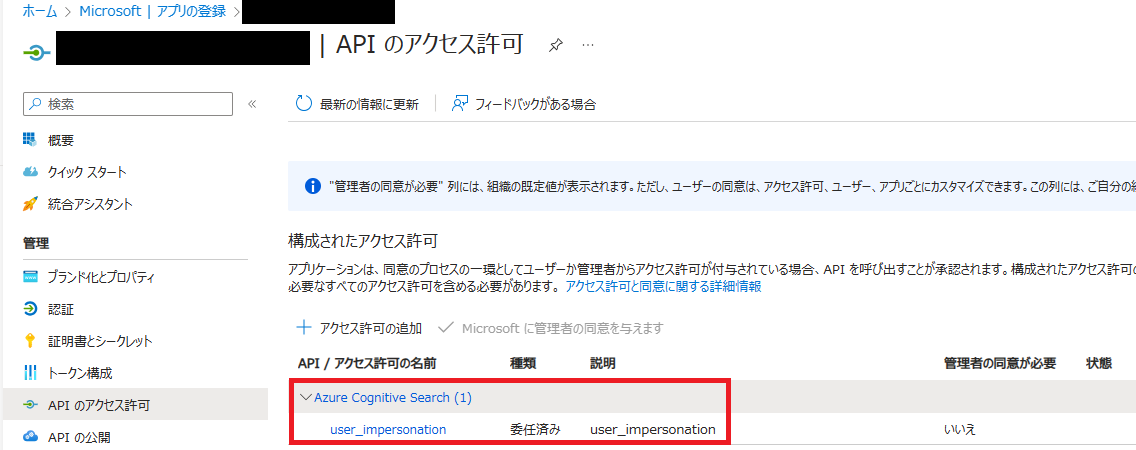 ホーム > Microsoft | アプリの登録 >
| API のアクセス許可 ...
検索 «
最新の情報に更新 フィードバックがある場合
概要
クイック スタート
統合アシスタント
管理
ブランド化とプロパティ
認証
証明書とシークレット
トークン構成
API のアクセス許可
API の公開
"管理者の同意が必要" 列には、組織の既定値が表示されます。ただし、ユーザーの同意は、アクセス許可、ユーザー、アプリごとにカスタマイズできます。この列には、ご自分の
構成されたアクセス許可
アプリケーションは、同意のプロセスの一環としてユーザーか管理者からアクセス許可が付与されている場合、API を呼び出すことが承認されます。構成されたアクセス許可の
必要なすべてのアクセス許可を含める必要があります。 アクセス許可と同意に関する詳細情報
アクセス許可の追加 Microsoft に管理者の同意を与えます
API / アクセス許可の名前 種類 説明 管理者の同意が必要 状態
Azure Cognitive Search (1)
user_impersonation 委任済み user_impersonation いいえ